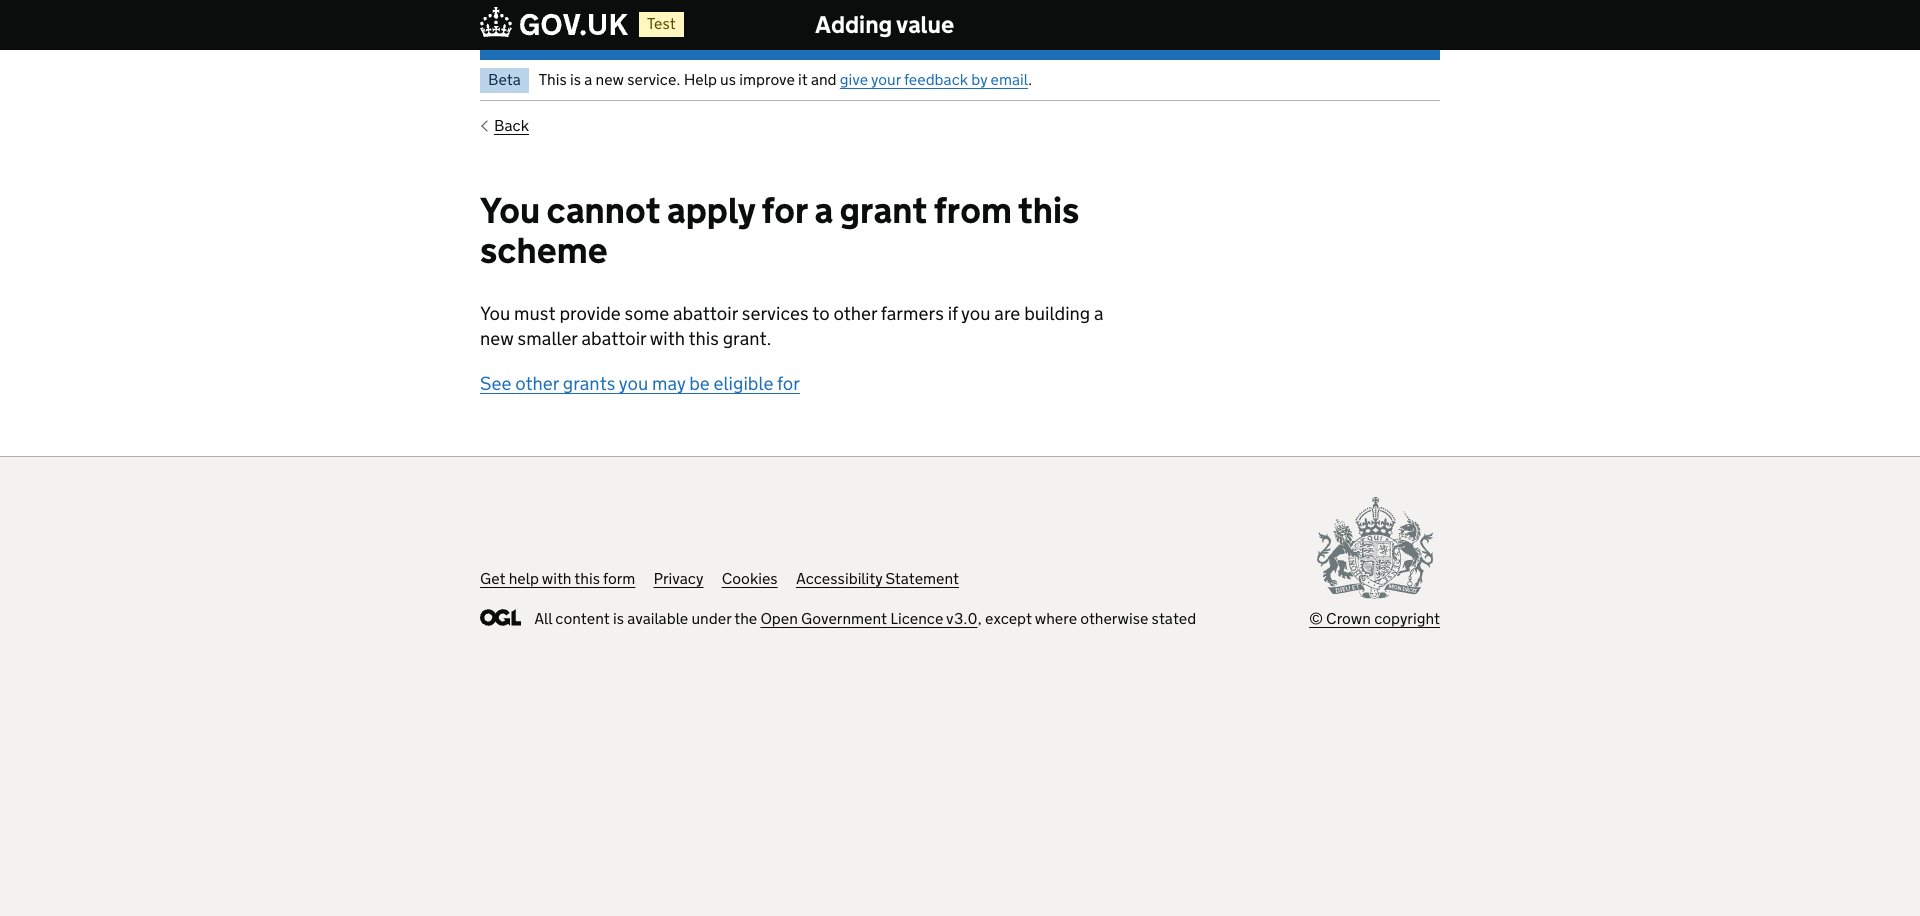 GOV.UK Test Adding value
Beta This is a new service. Help us improve it and give your feedback by email.
Back
You cannot apply for a grant from this
scheme
You must provide some abattoir services to other farmers if you are building a
new smaller abattoir with this grant.
See other grants you may be eligible for
Get help with this form Privacy Cookies Accessibility Statement
OGL All content is available under the Open Government Licence v3.0, except where otherwise stated
© Crown copyright